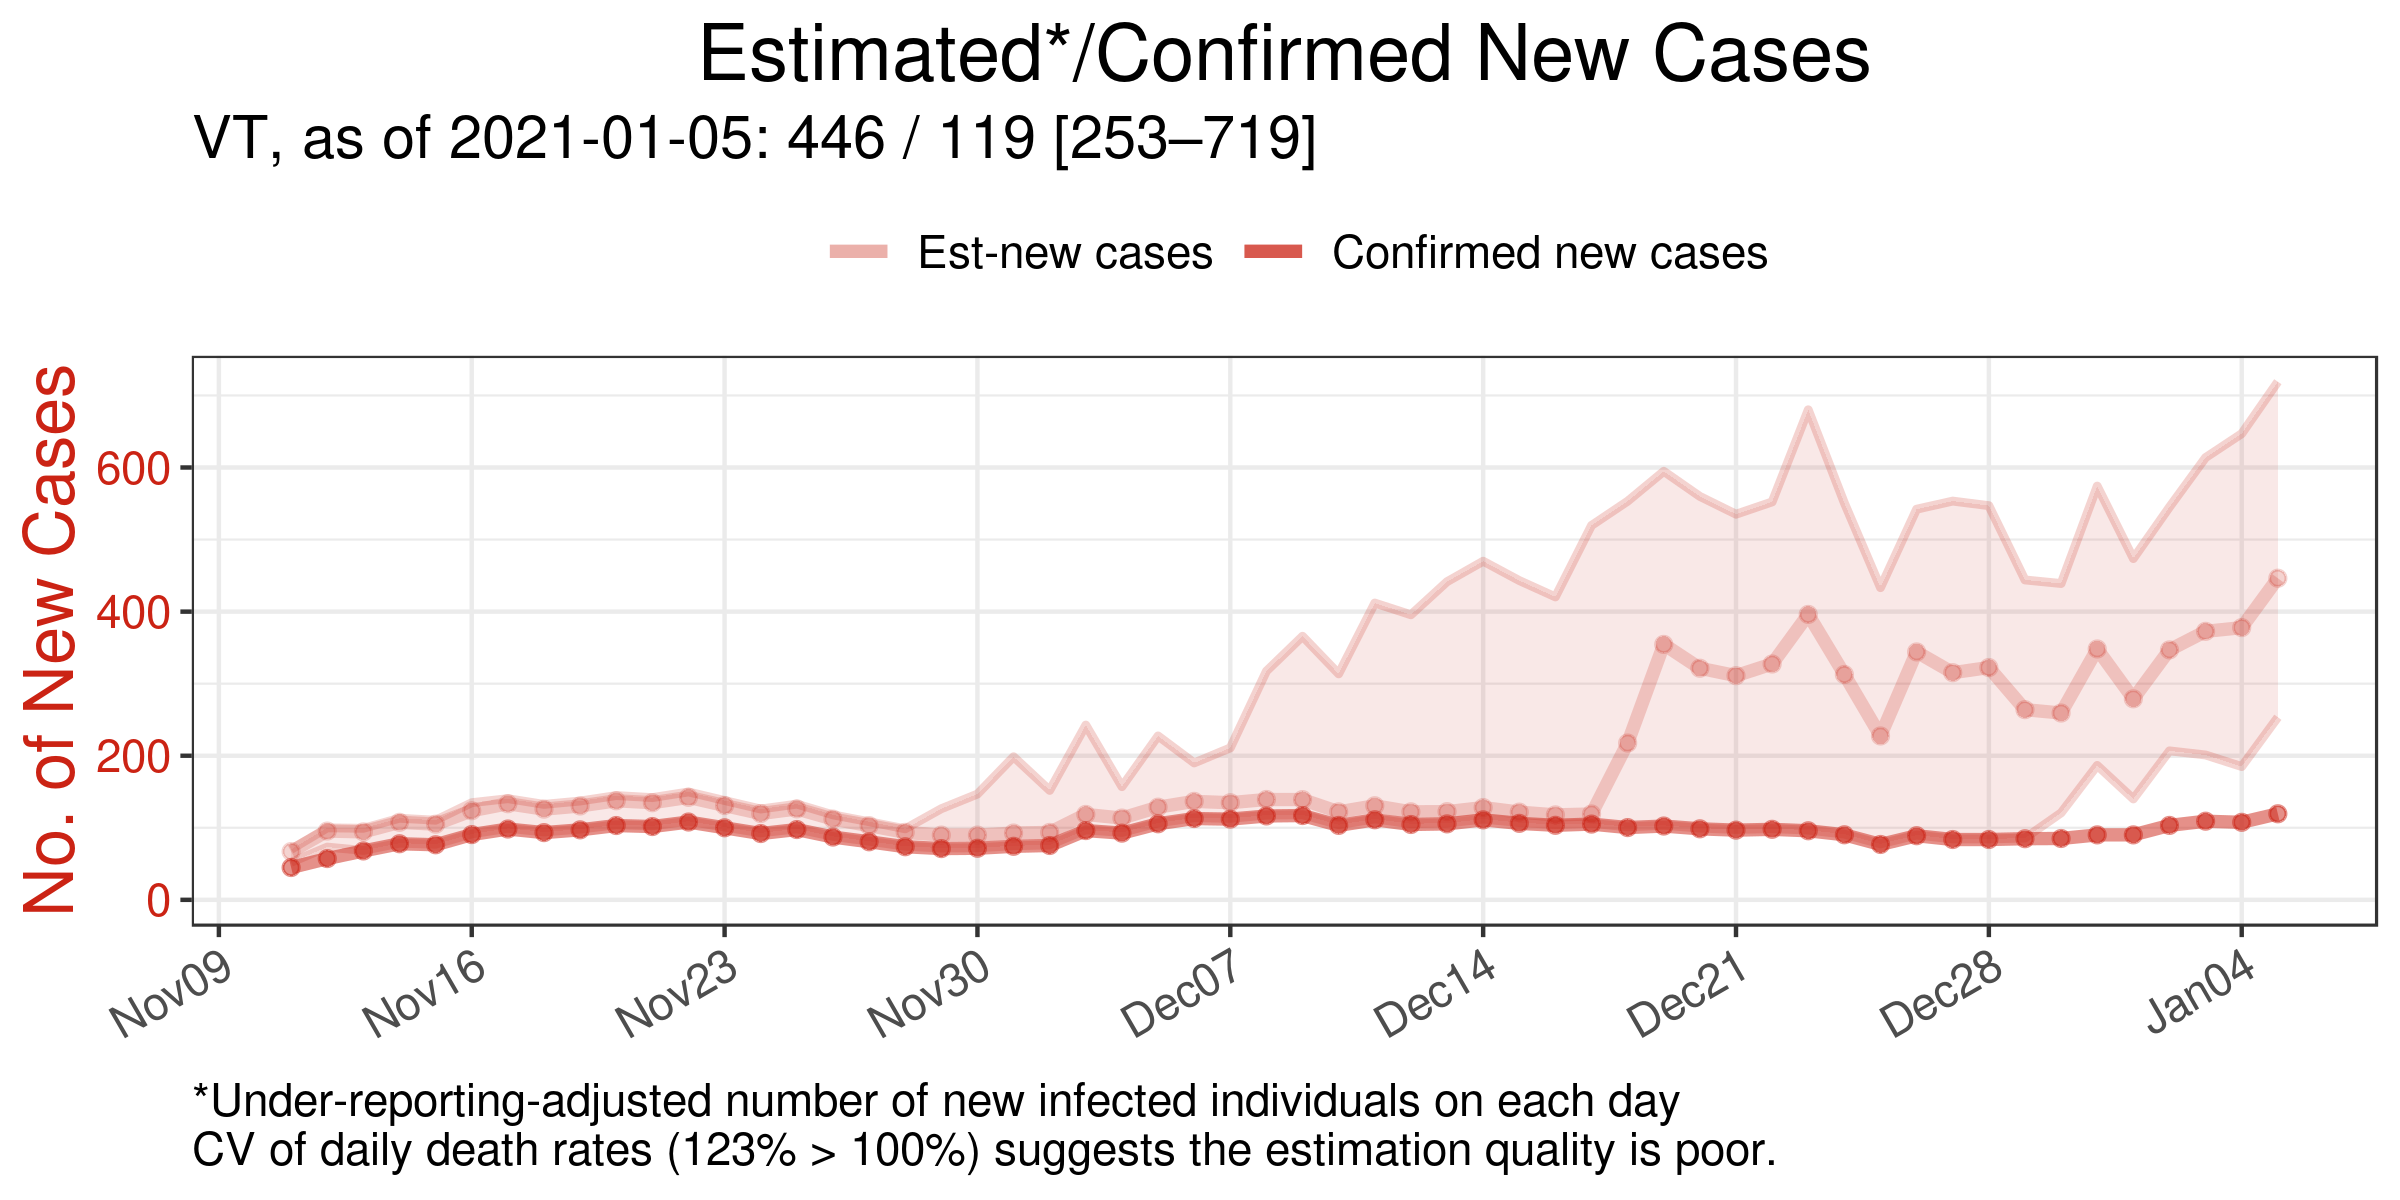 Estimated*/Confirmed New Cases
VT, as of 2021-01-05: 446 / 119 [253–719]
Est-new cases
Confirmed new cases
No. of New Cases
600
400
200
0
Nov09
Nov16
Nov23
Nov30
Dec07
Dec14
Dec21
Dec28
Jan04
*Under-reporting-adjusted number of new infected individuals on each day
CV of daily death rates (123% > 100%) suggests the estimation quality is poor.